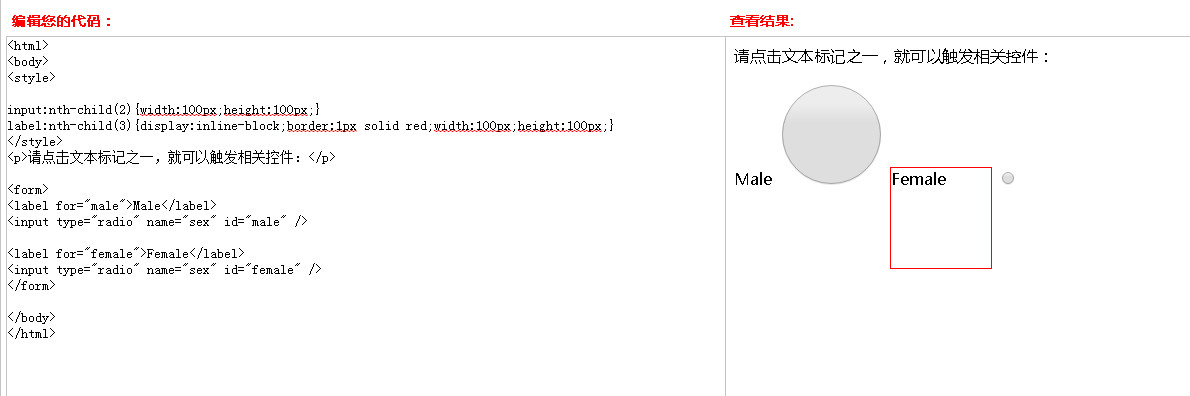 编辑您的代码：
查看结果:
<html>
<body>
<style>
input:nth-child(2){width:100px;height:100px;}
label:nth-child(3){display:inline-block;border:1px solid red;width:100px;height:100px;}
</style>
<p>请点击文本标记之一，就可以触发相关控件：</p>
<form>
<label for="male">Male</label>
<input type="radio" name="sex" id="male" />
<label for="female">Female</label>
<input type="radio" name="sex" id="female" />
</form>
</body>
</html>
请点击文本标记之一，就可以触发相关控件：
Male Female